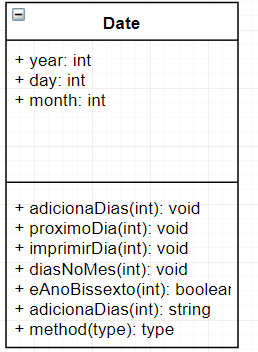 Date
+ year: int
+ day: int
+ month: int
+ adicionaDias(int): void
+ proximoDia(int): void
+ imprimirDia(int): void
+ diasNoMes(int): void
+ eAnoBissexto(int): boolean
+ adicionaDias(int): string
+ method(type): type